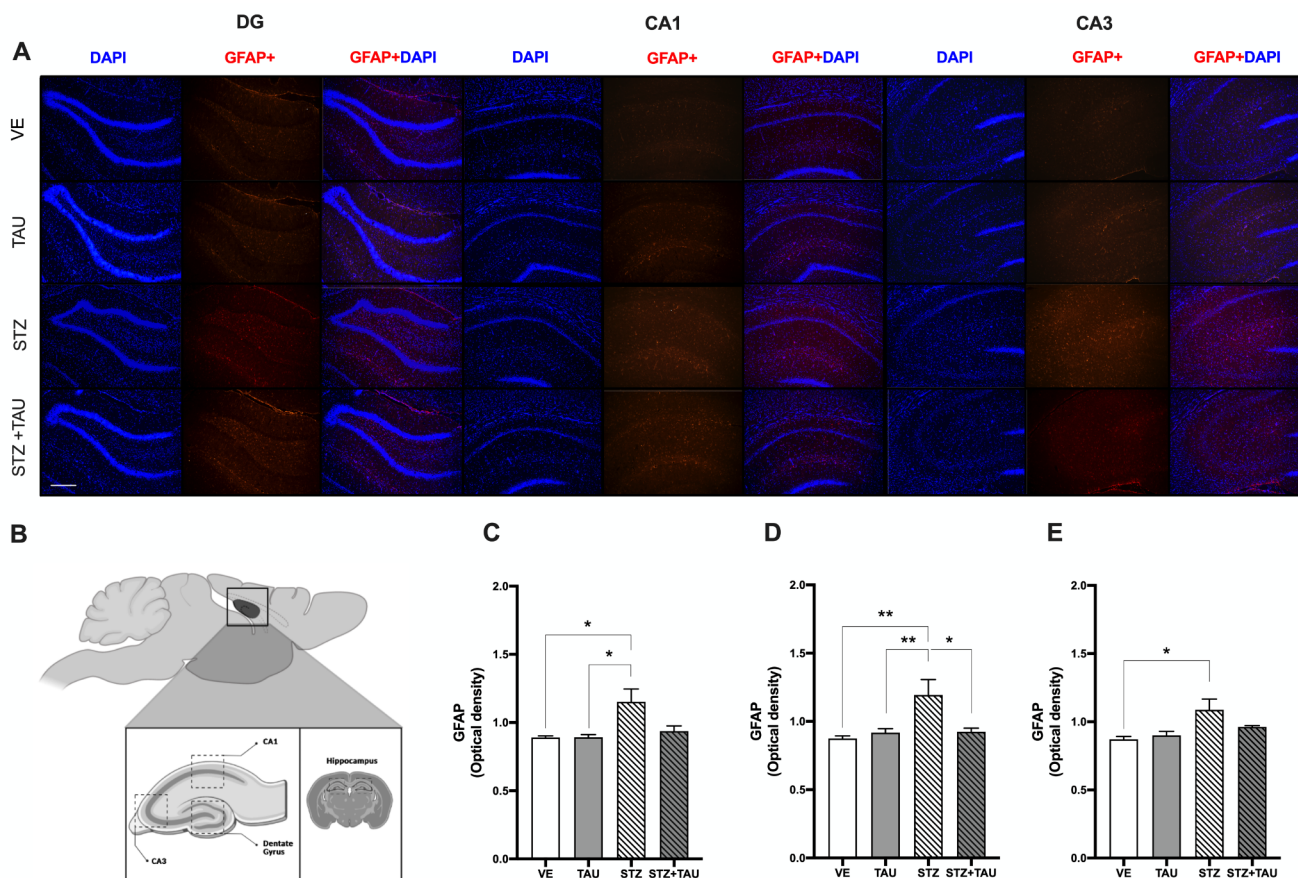 DG CA1 CA3
A DAPI GFAP+ GFAP+DAPI DAPI GFAP+ GFAP+DAPI DAPI GFAP+ GFAP+DAPI
VE
TAU
STZ
STZ +TAU
B
CA1
Hippocampus
Dentate
Gyrus
CA3
C
GFAP
(Optical density)
2.0
1.5
1.0
0.5
0.0
*
*
VE TAU STZ STZ+TAU
D
GFAP
(Optical density)
2.0
1.5
1.0
0.5
0.0
**
** *
VE TAU STZ STZ+TAU
E
GFAP
(Optical density)
2.0
1.5
1.0
0.5
0.0
*
VE TAU STZ STZ+TAU